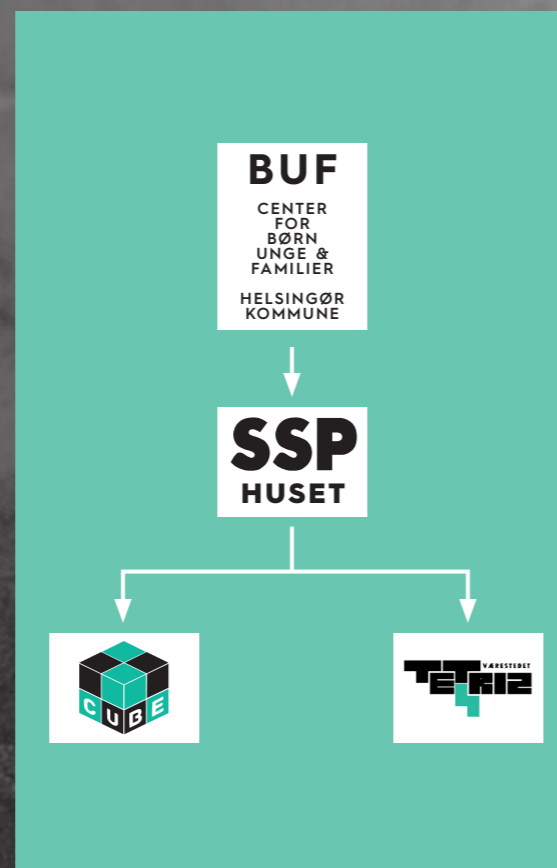 BUF
CENTER
FOR
BØRN
UNGE &
FAMILIER
HELSINGØR
KOMMUNE
SSP
HUSET
CUBE
VÆRESTEDET
TETRIZ